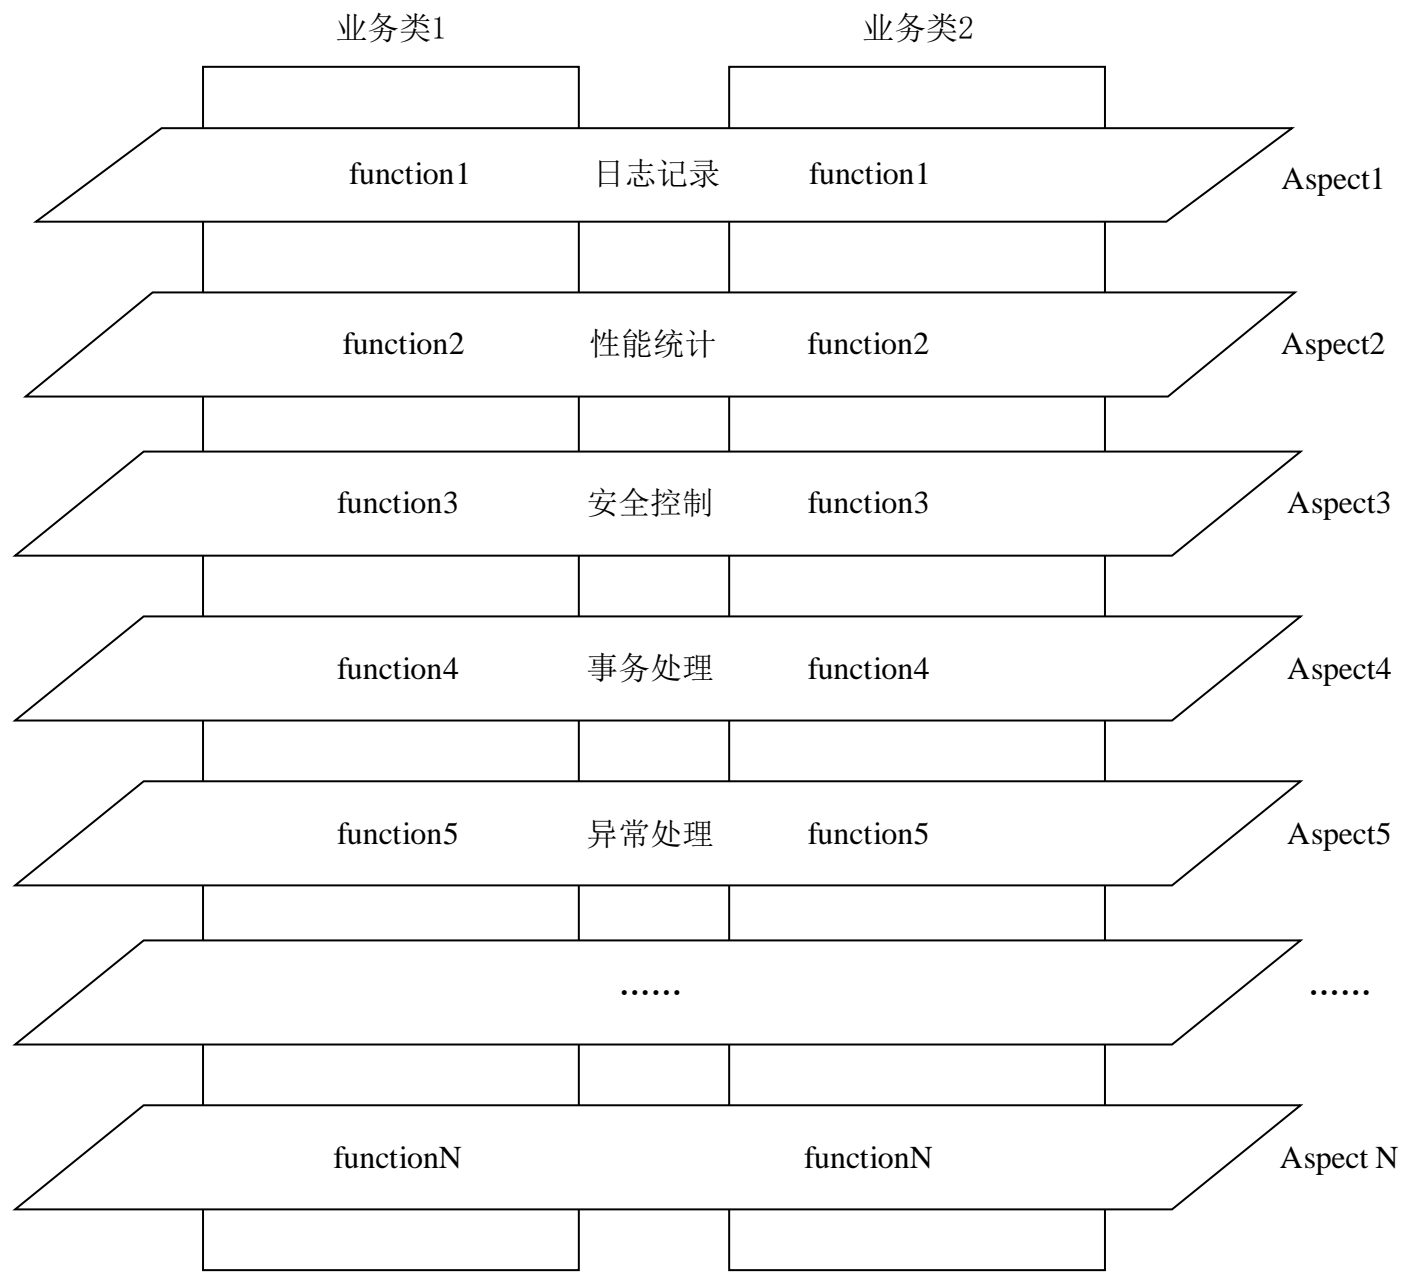 业务类1 业务类2
function1 日志记录 function1 Aspect1
function2 性能统计 function2 Aspect2
function3 安全控制 function3 Aspect3
function4 事务处理 function4 Aspect4
function5 异常处理 function5 Aspect5
…… ……
functionN functionN Aspect N